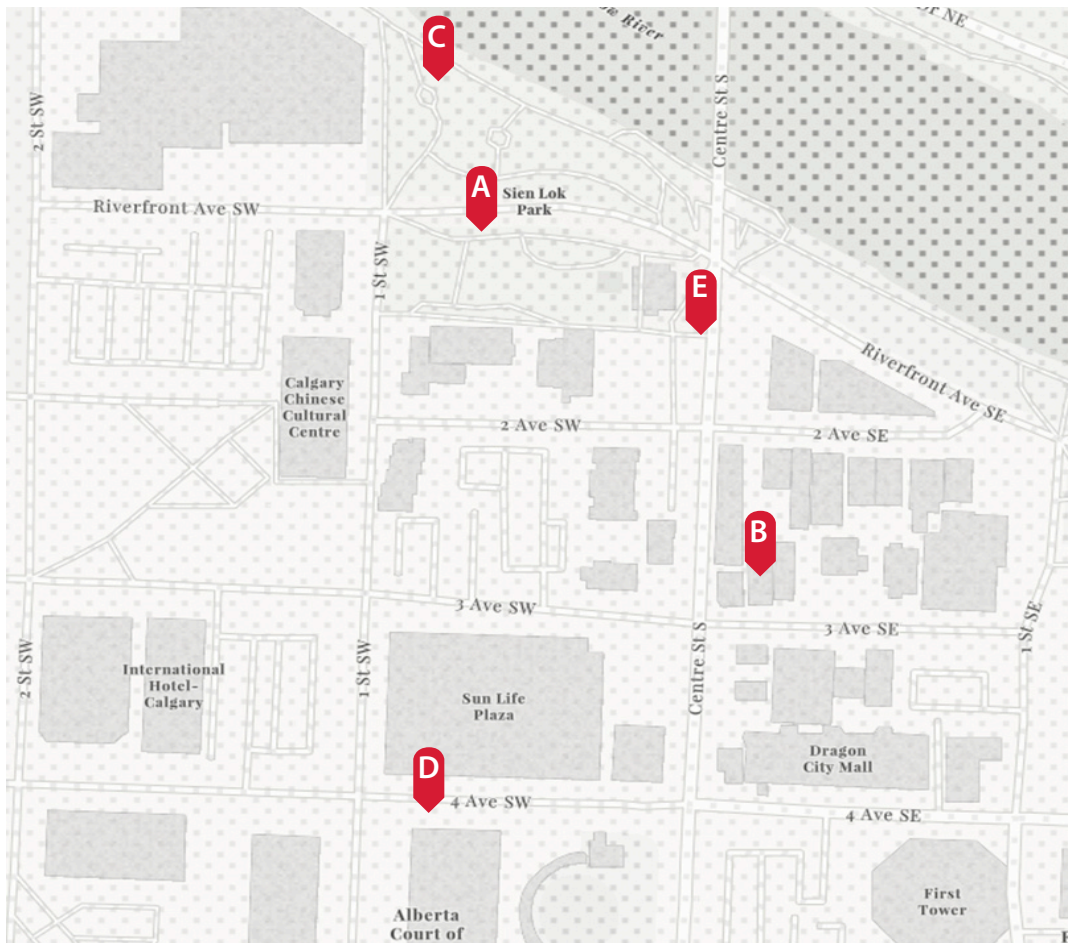 C
River
Dr NE
2 St SW
Centre St S
A
Sien Lok
Park
Riverfront Ave SW
1 St SW
E
Riverfront Ave SE
Calgary
Chinese
Cultural
Centre
2 Ave SW
2 Ave SE
B
3 Ave SW
3 Ave SE
1 St SE
2 St SW
International
Hotel-
Calgary
1 St SW
Sun Life
Plaza
Centre St S
Dragon
City Mall
D
4 Ave SW
4 Ave SE
First
Tower
Alberta
Court of